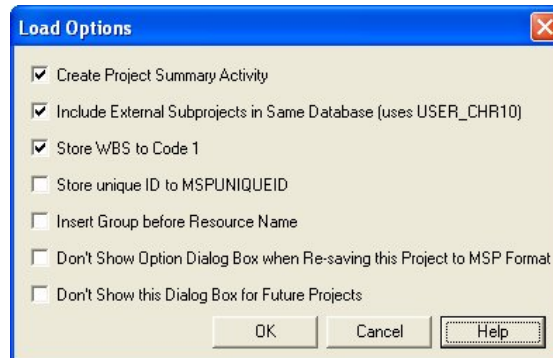 Load Options
Create Project Summary Activity
Include External Subprojects in Same Database (uses USER_CHR10)
Store WBS to Code 1
Store unique ID to MSPUNIQUEID
Insert Group before Resource Name
Don't Show Option Dialog Box when Re-saving this Project to MSP Format
Don't Show this Dialog Box for Future Projects
OK Cancel Help